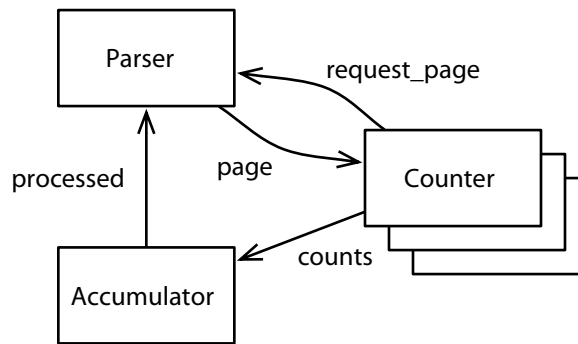 Parser
request_page
processed
page
Counter
counts
Accumulator